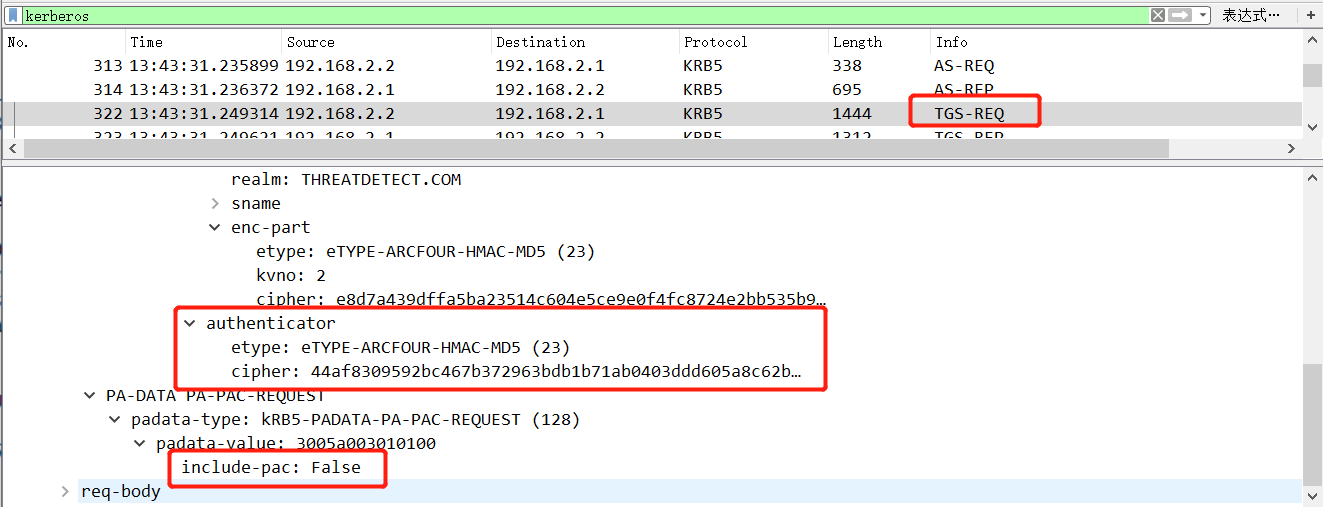 kerberos 表达式… +
No. Time Source Destination Protocol Length Info
313 13:43:31.235899 192.168.2.2 192.168.2.1 KRB5 338 AS-REQ
314 13:43:31.236372 192.168.2.1 192.168.2.2 KRB5 695 AS-REP
322 13:43:31.249314 192.168.2.2 192.168.2.1 KRB5 1444 TGS-REQ
323 13:43:31.249621 192.168.2.1 192.168.2.2 KRB5 1312 TGS-REP
realm: THREATDETECT.COM
sname
enc-part
etype: eTYPE-ARCFOUR-HMAC-MD5 (23)
kvno: 2
cipher: e8d7a439dffa5ba23514c604e5ce9e0f4fc8724e2bb535b9…
authenticator
etype: eTYPE-ARCFOUR-HMAC-MD5 (23)
cipher: 44af8309592bc467b372963bdb1b71ab0403ddd605a8c62b…
PA-DATA PA-PAC-REQUEST
padata-type: kRB5-PADATA-PA-PAC-REQUEST (128)
padata-value: 3005a003010100
include-pac: False
req-body